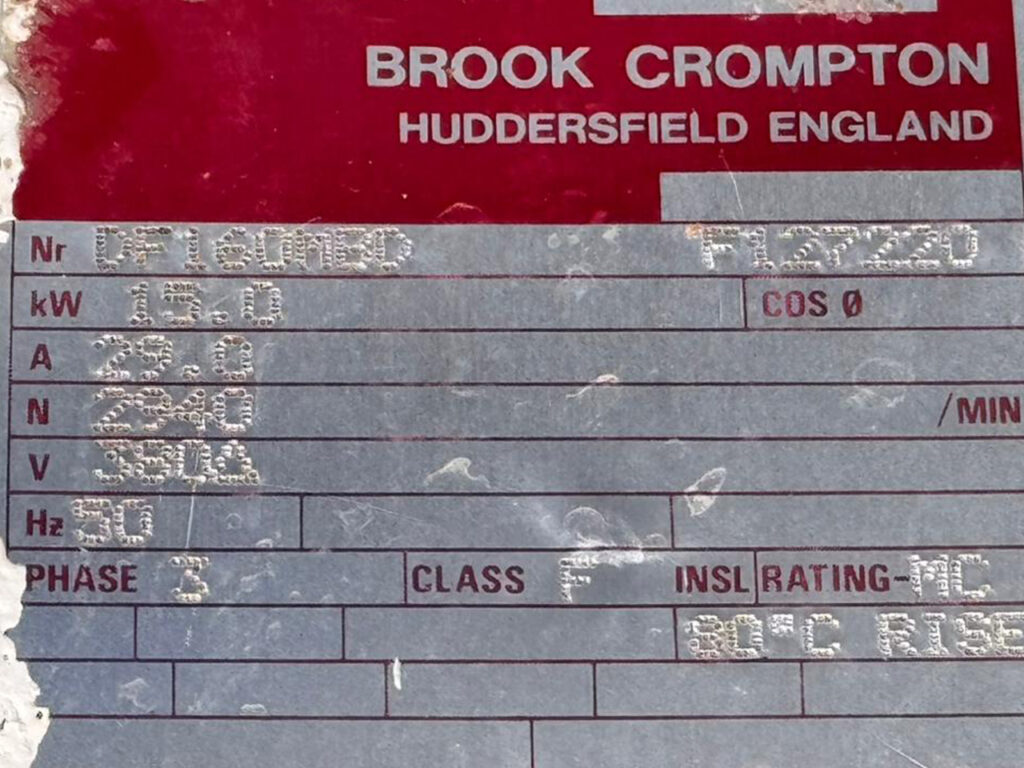 BROOK CROMPTON
HUDDERSFIELD ENGLAND
Nr DF160MBD F127220
kW 15.0 COS Ø
A 29.0
N 2940 /MIN
V 380Δ
Hz 50
PHASE 3 CLASS F INSL RATING-MC
80°C RISE